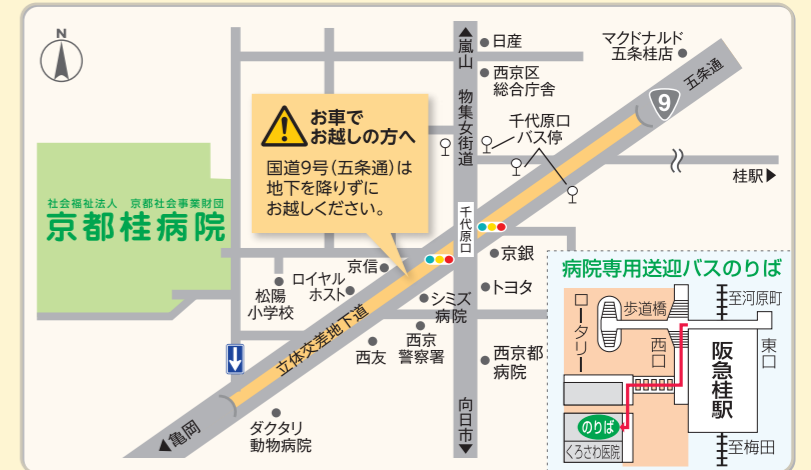 N
嵐山
日産
マクドナルド
五条桂店
西京区
総合庁舎
五条通
9
物集女街道
お車で
お越しの方へ
国道9号(五条通)は
地下を降りずに
お越しください。
千代原口
バス停
桂駅
社会福祉法人 京都社会事業財団
京都桂病院
千代原口
京信
京銀
松陽
小学校
ロイヤル
ホスト
シミズ
病院
トヨタ
立体交差地下道
西友
西京
警察署
西京都
病院
亀岡
ダクタリ
動物病院
向日市
病院専用送迎バスのりば
ロータリー
歩道橋
至河原町
西口
東口
阪急桂駅
のりば
くろさわ医院
至梅田